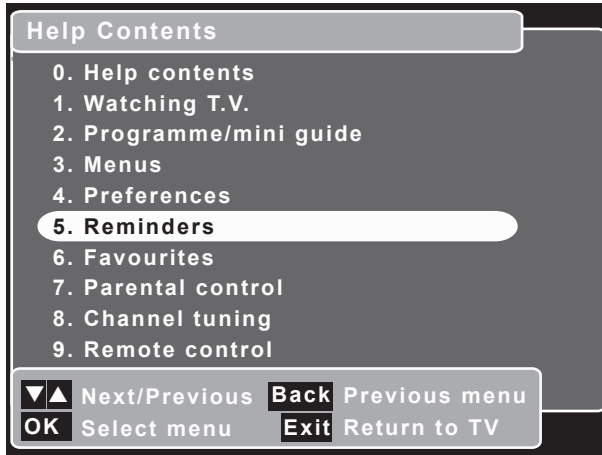 Help Contents
0. Help contents
1. Watching T.V.
2. Programme/mini guide
3. Menus
4. Preferences
5. Reminders
6. Favourites
7. Parental control
8. Channel tuning
9. Remote control
▼▲ Next/Previous Back Previous menu
OK Select menu Exit Return to TV